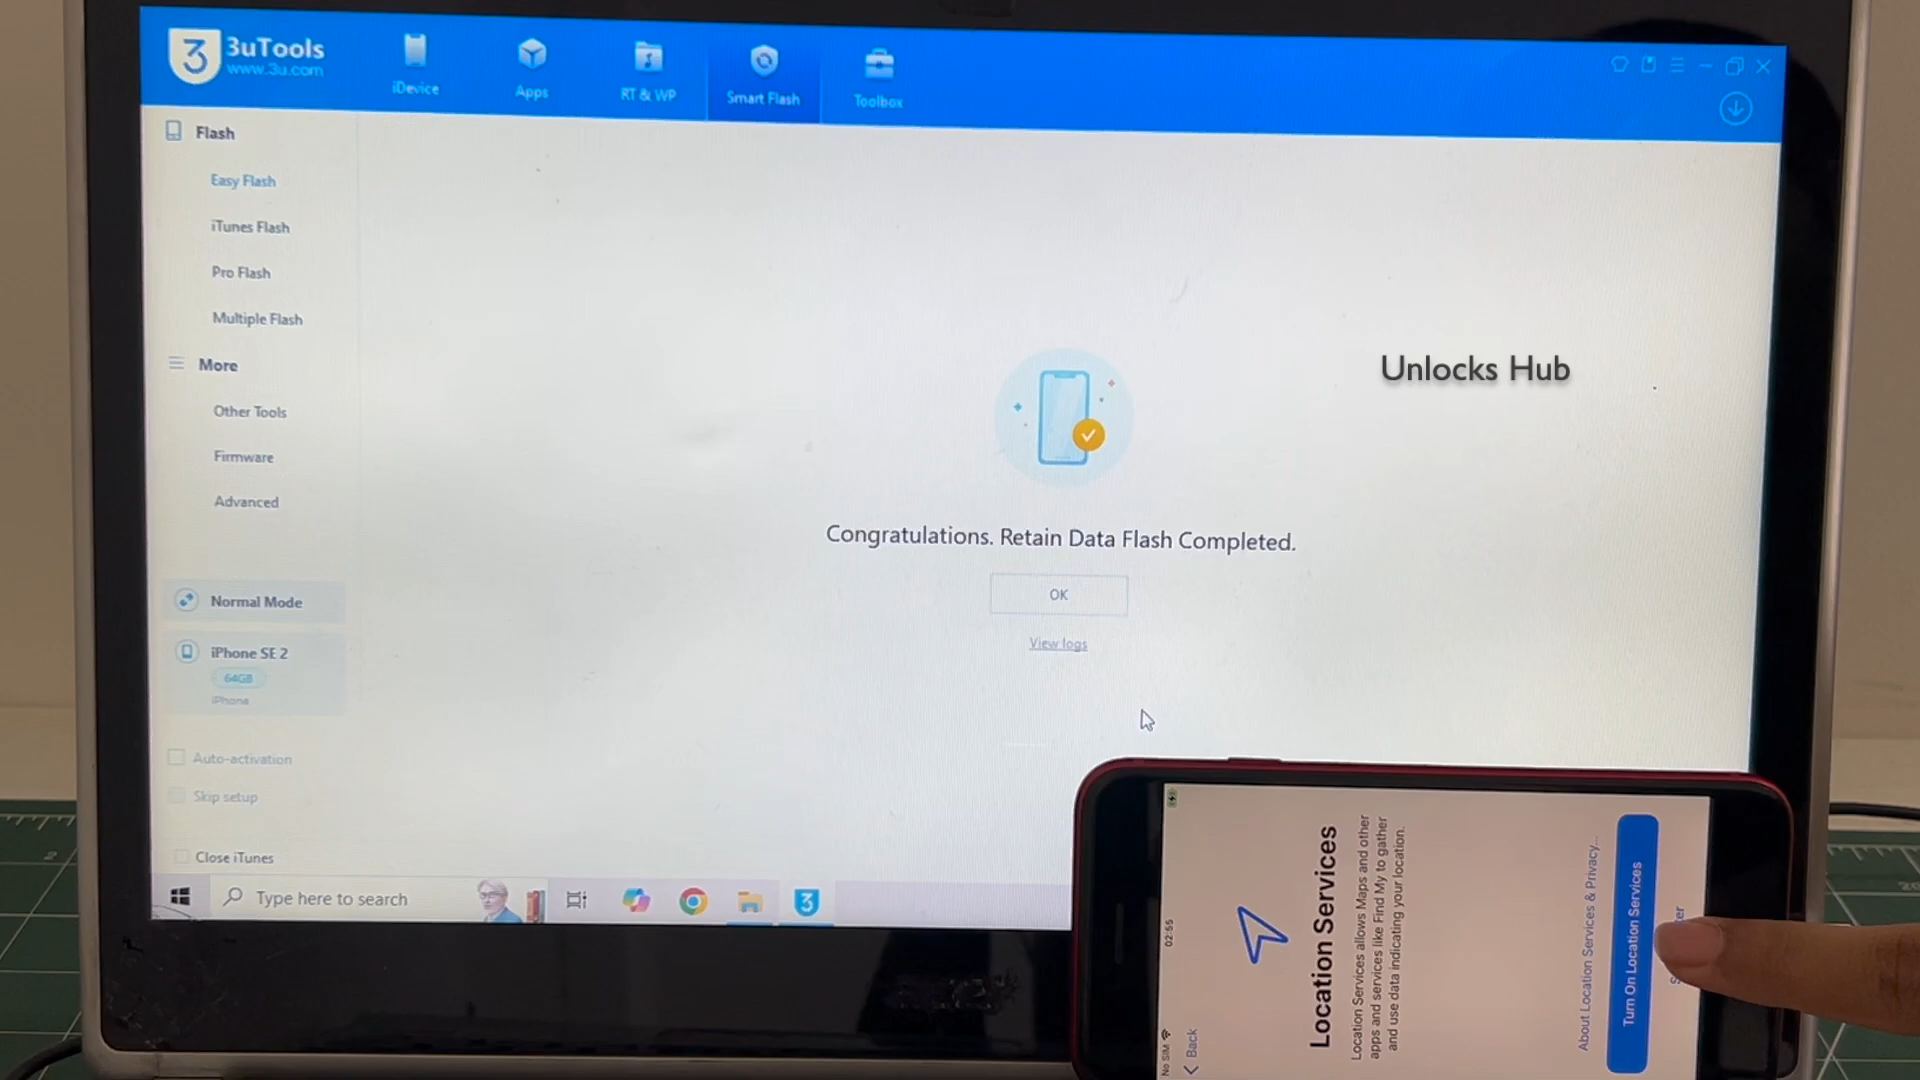 3uTools
www.3u.com
iDevice
Apps
RT & WP
Smart Flash
Toolbox
Flash
Easy Flash
iTunes Flash
Pro Flash
Multiple Flash
More
Other Tools
Firmware
Advanced
Normal Mode
iPhone SE 2
64GB
iPhone
Auto-activation
Skip setup
Close iTunes
Unlocks Hub
Congratulations. Retain Data Flash Completed.
OK
View logs
Type here to search
No SIM
02:55
Back
Location Services
Location Services allows Maps and other
apps and services like Find My to gather
and use data indicating your location.
About Location Services & Privacy...
Turn On Location Services